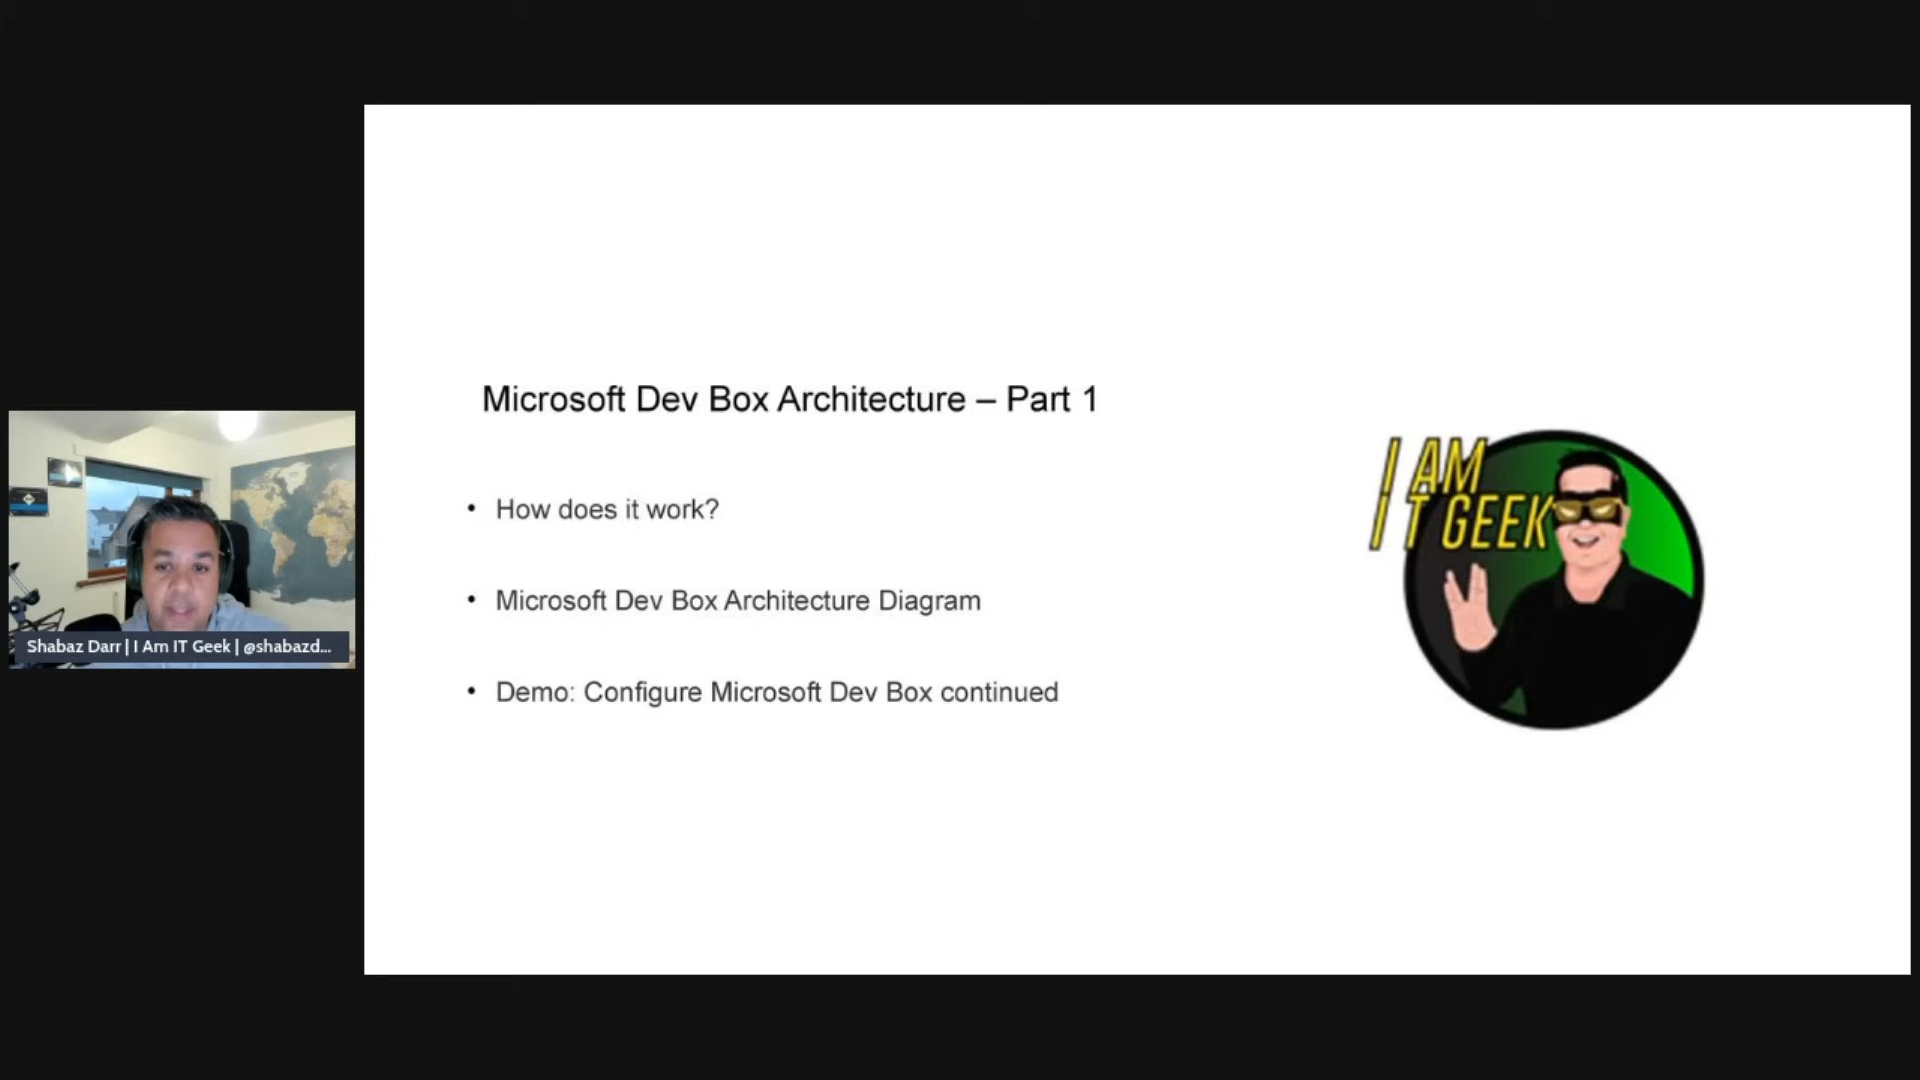 Microsoft Dev Box Architecture – Part 1
• How does it work?
• Microsoft Dev Box Architecture Diagram
• Demo: Configure Microsoft Dev Box continued
I AM
IT GEEK
Shabaz Darr | I Am IT Geek | @shabazd...